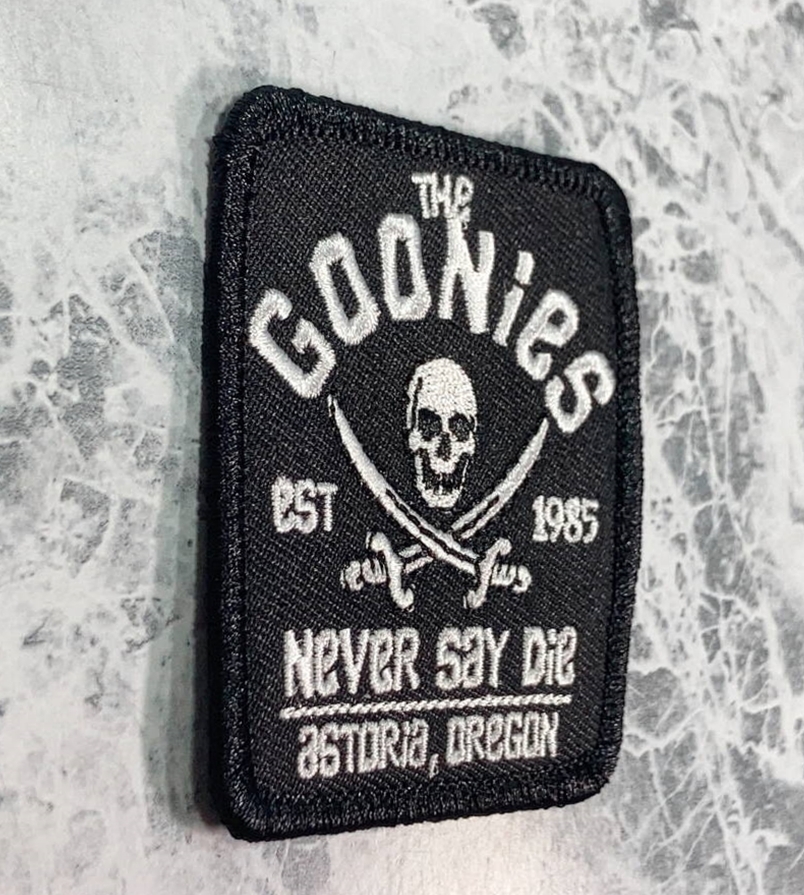 THe
GOONies
eST 1985
NeVeR SaY Die
aSTORia, OReGON